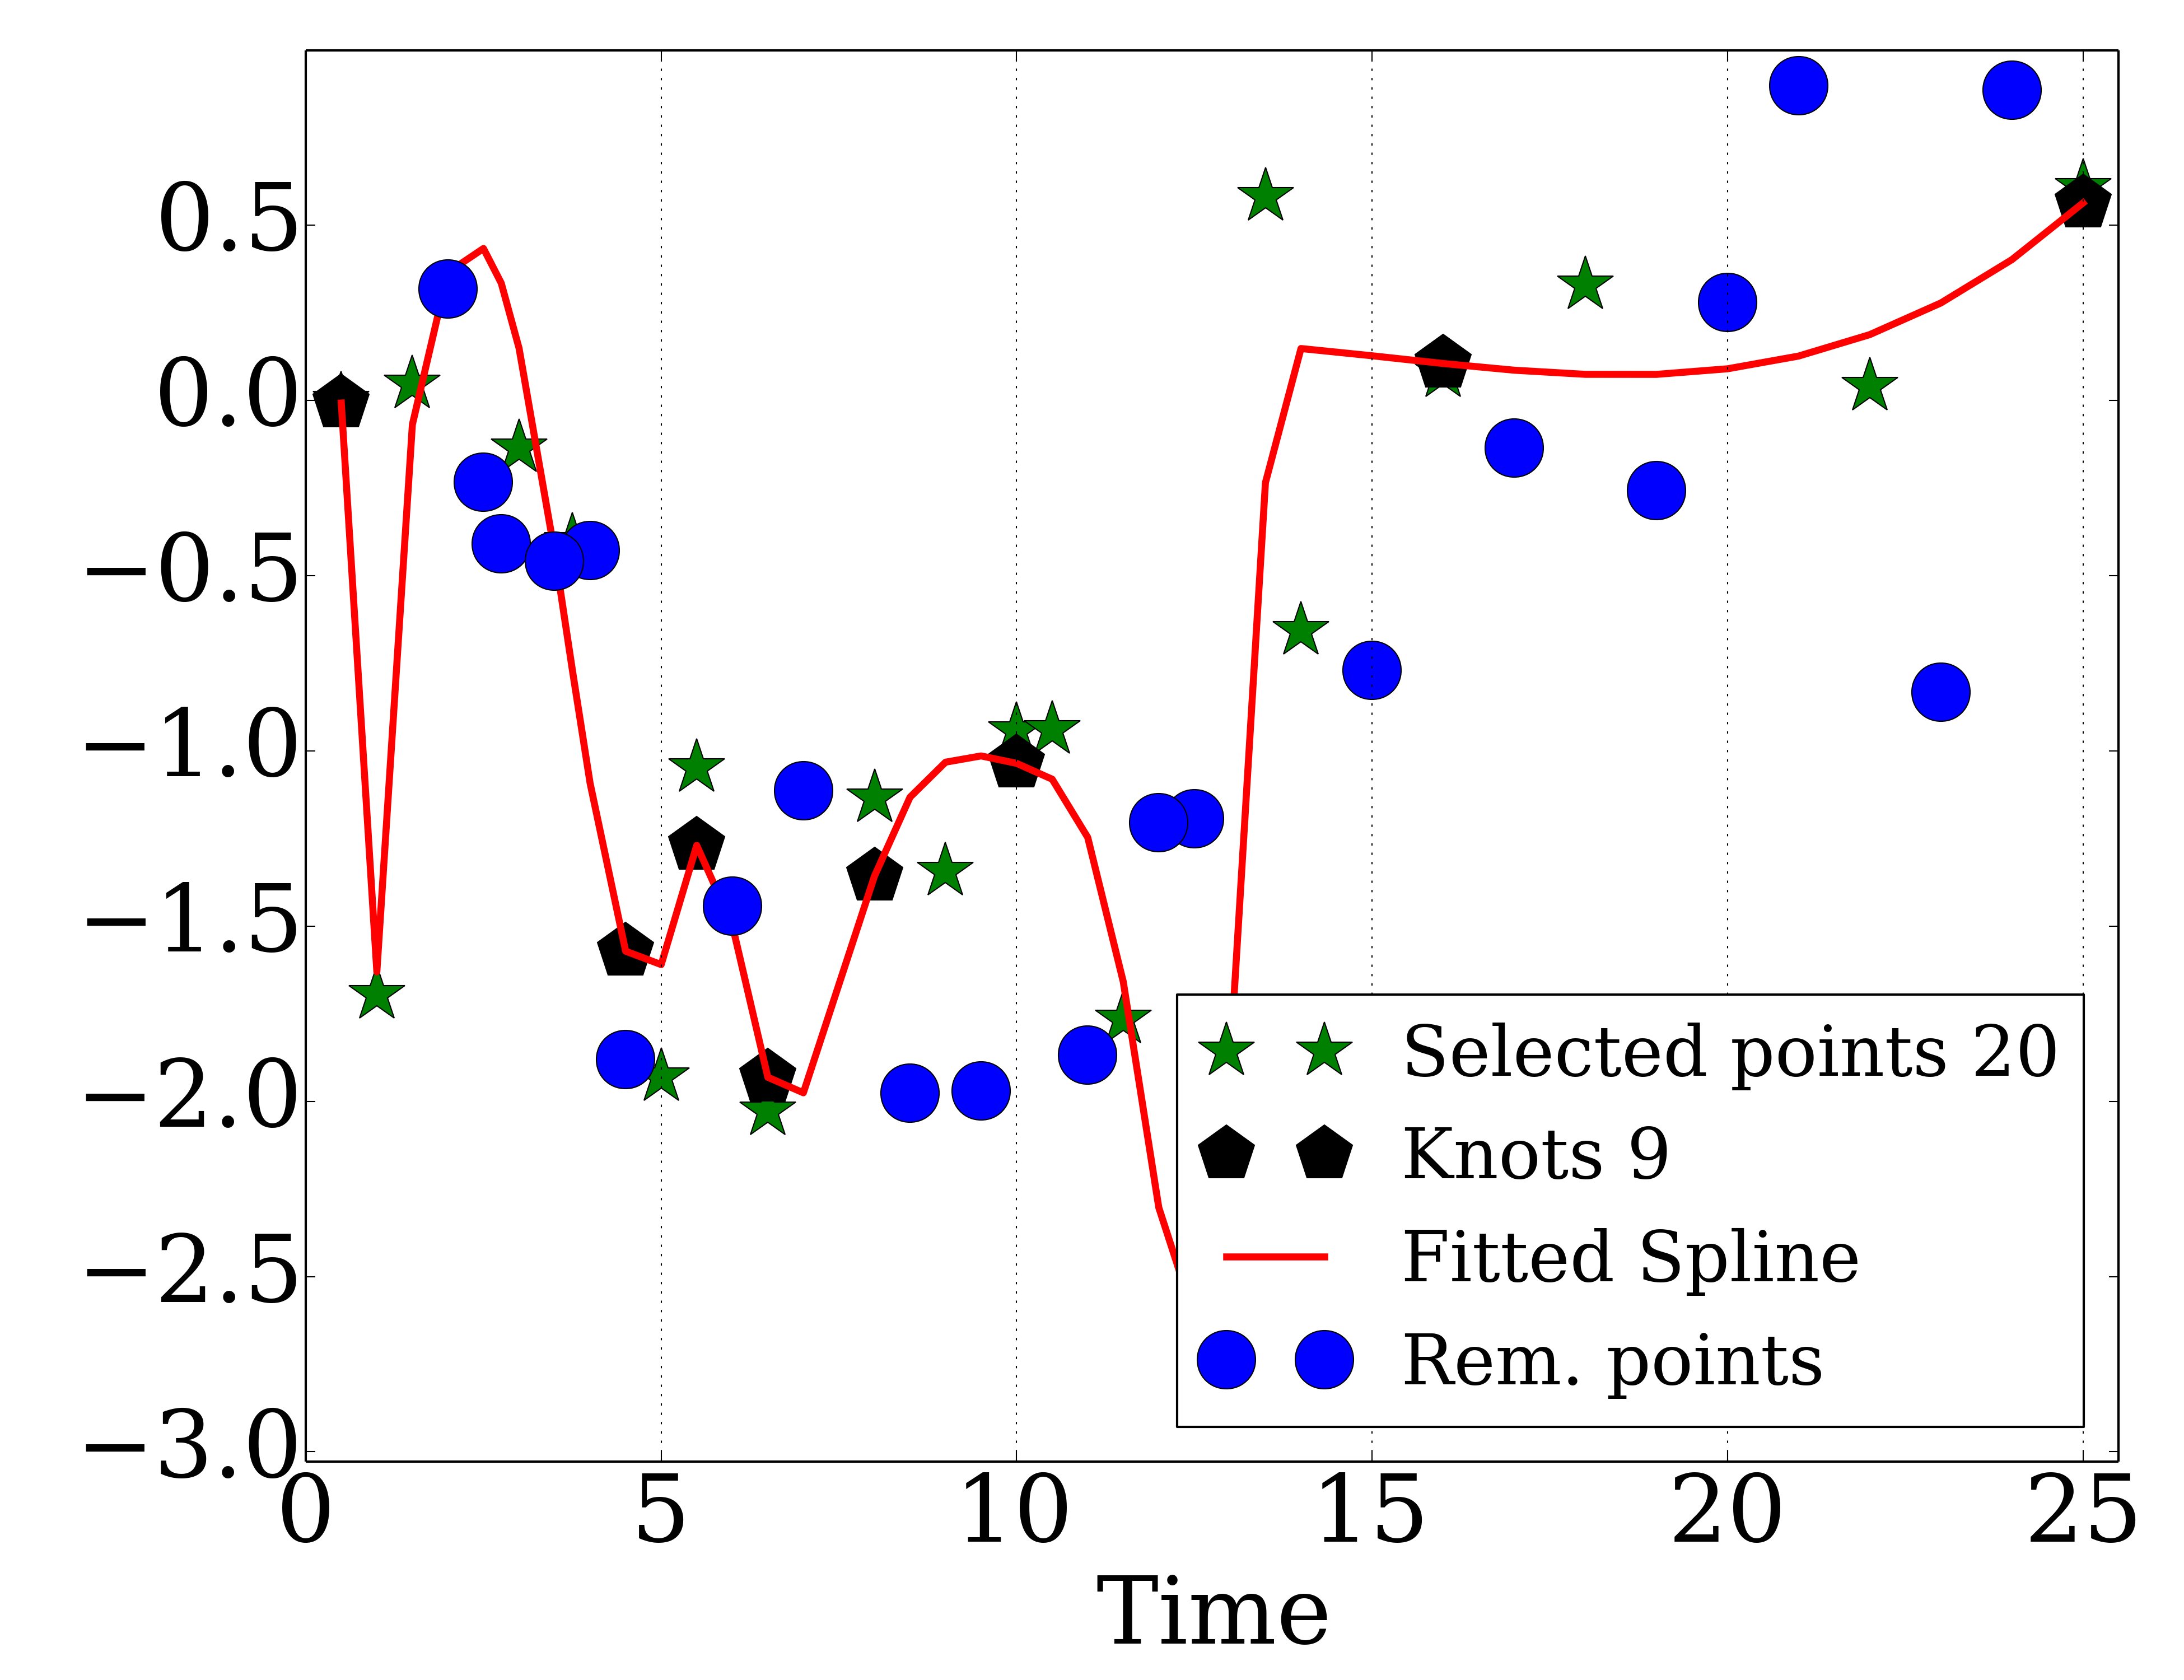 0.5
0.0
−0.5
−1.0
−1.5
−2.0
−2.5
−3.0
Selected points 20
Knots 9
Fitted Spline
Rem. points
0 5 10 15 20 25
Time